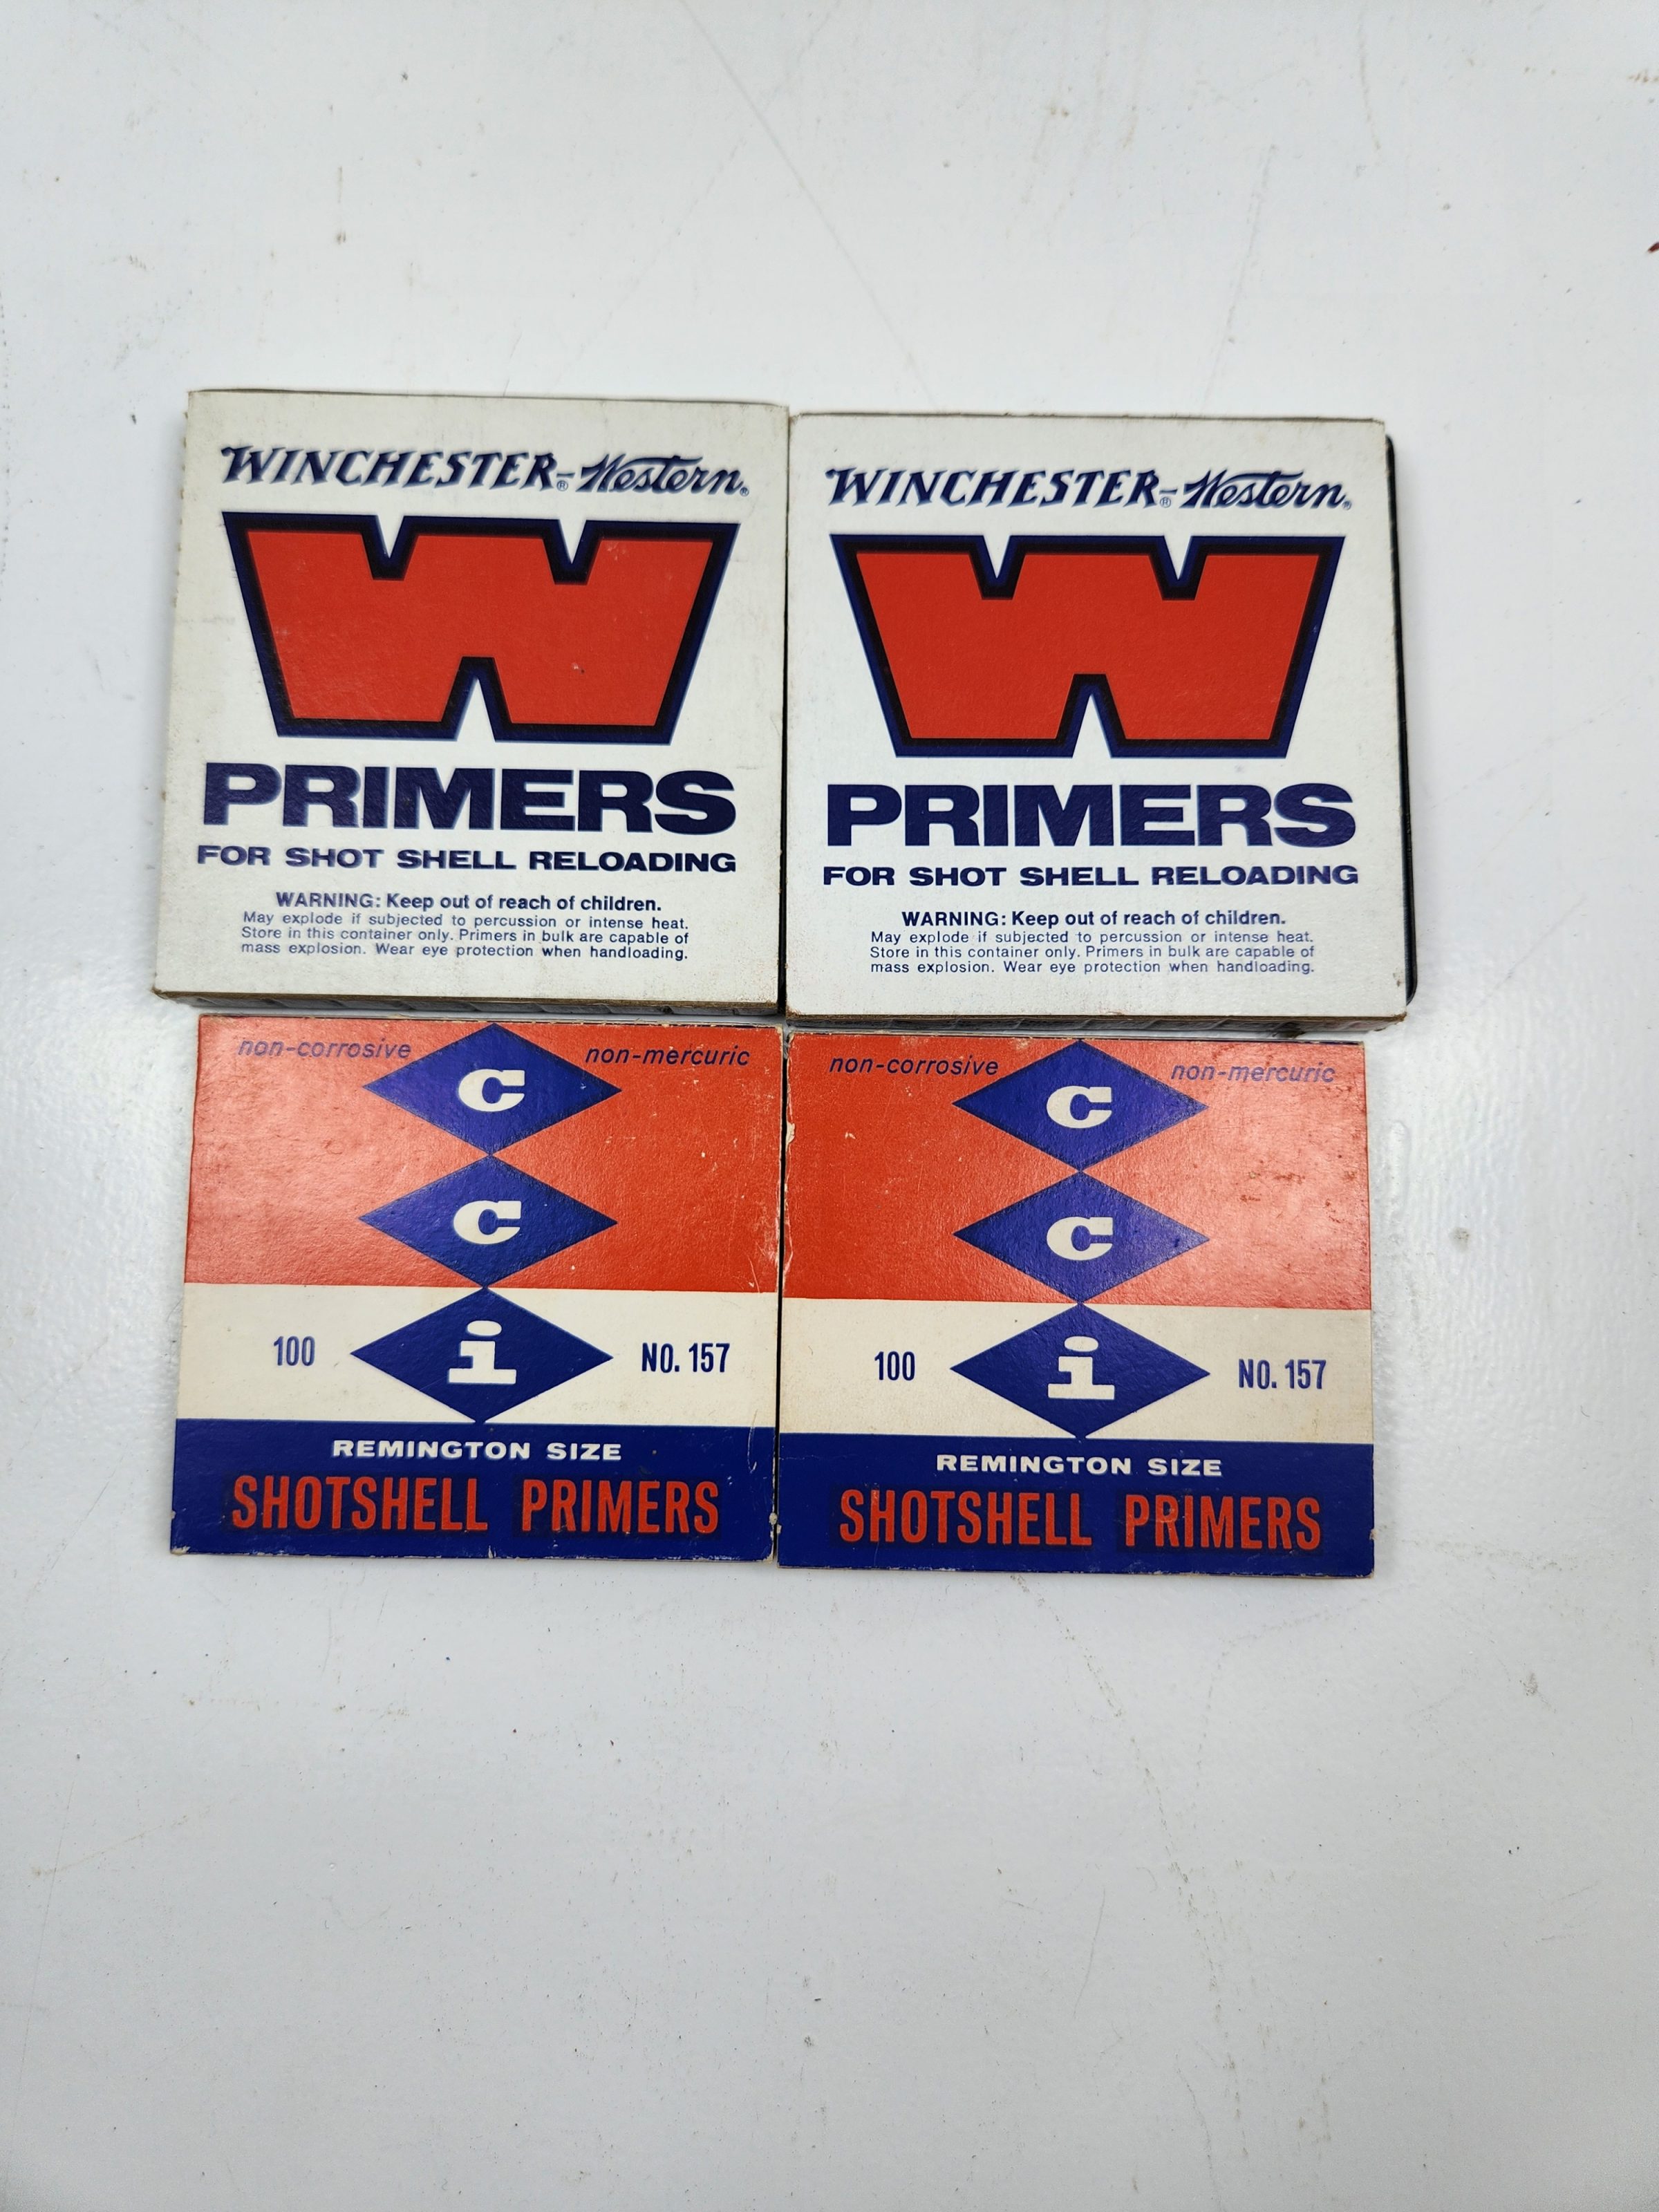 WINCHESTER®-Western®
W
PRIMERS
FOR SHOT SHELL RELOADING
WARNING: Keep out of reach of children.
May explode if subjected to percussion or intense heat.
Store in this container only. Primers in bulk are capable of
mass explosion. Wear eye protection when handloading.
WINCHESTER®-Western®
W
PRIMERS
FOR SHOT SHELL RELOADING
WARNING: Keep out of reach of children.
May explode if subjected to percussion or intense heat.
Store in this container only. Primers in bulk are capable of
mass explosion. Wear eye protection when handloading.
non-corrosive c non-mercuric
c
100 i NO. 157
REMINGTON SIZE
SHOTSHELL PRIMERS
non-corrosive c non-mercuric
c
100 i NO. 157
REMINGTON SIZE
SHOTSHELL PRIMERS